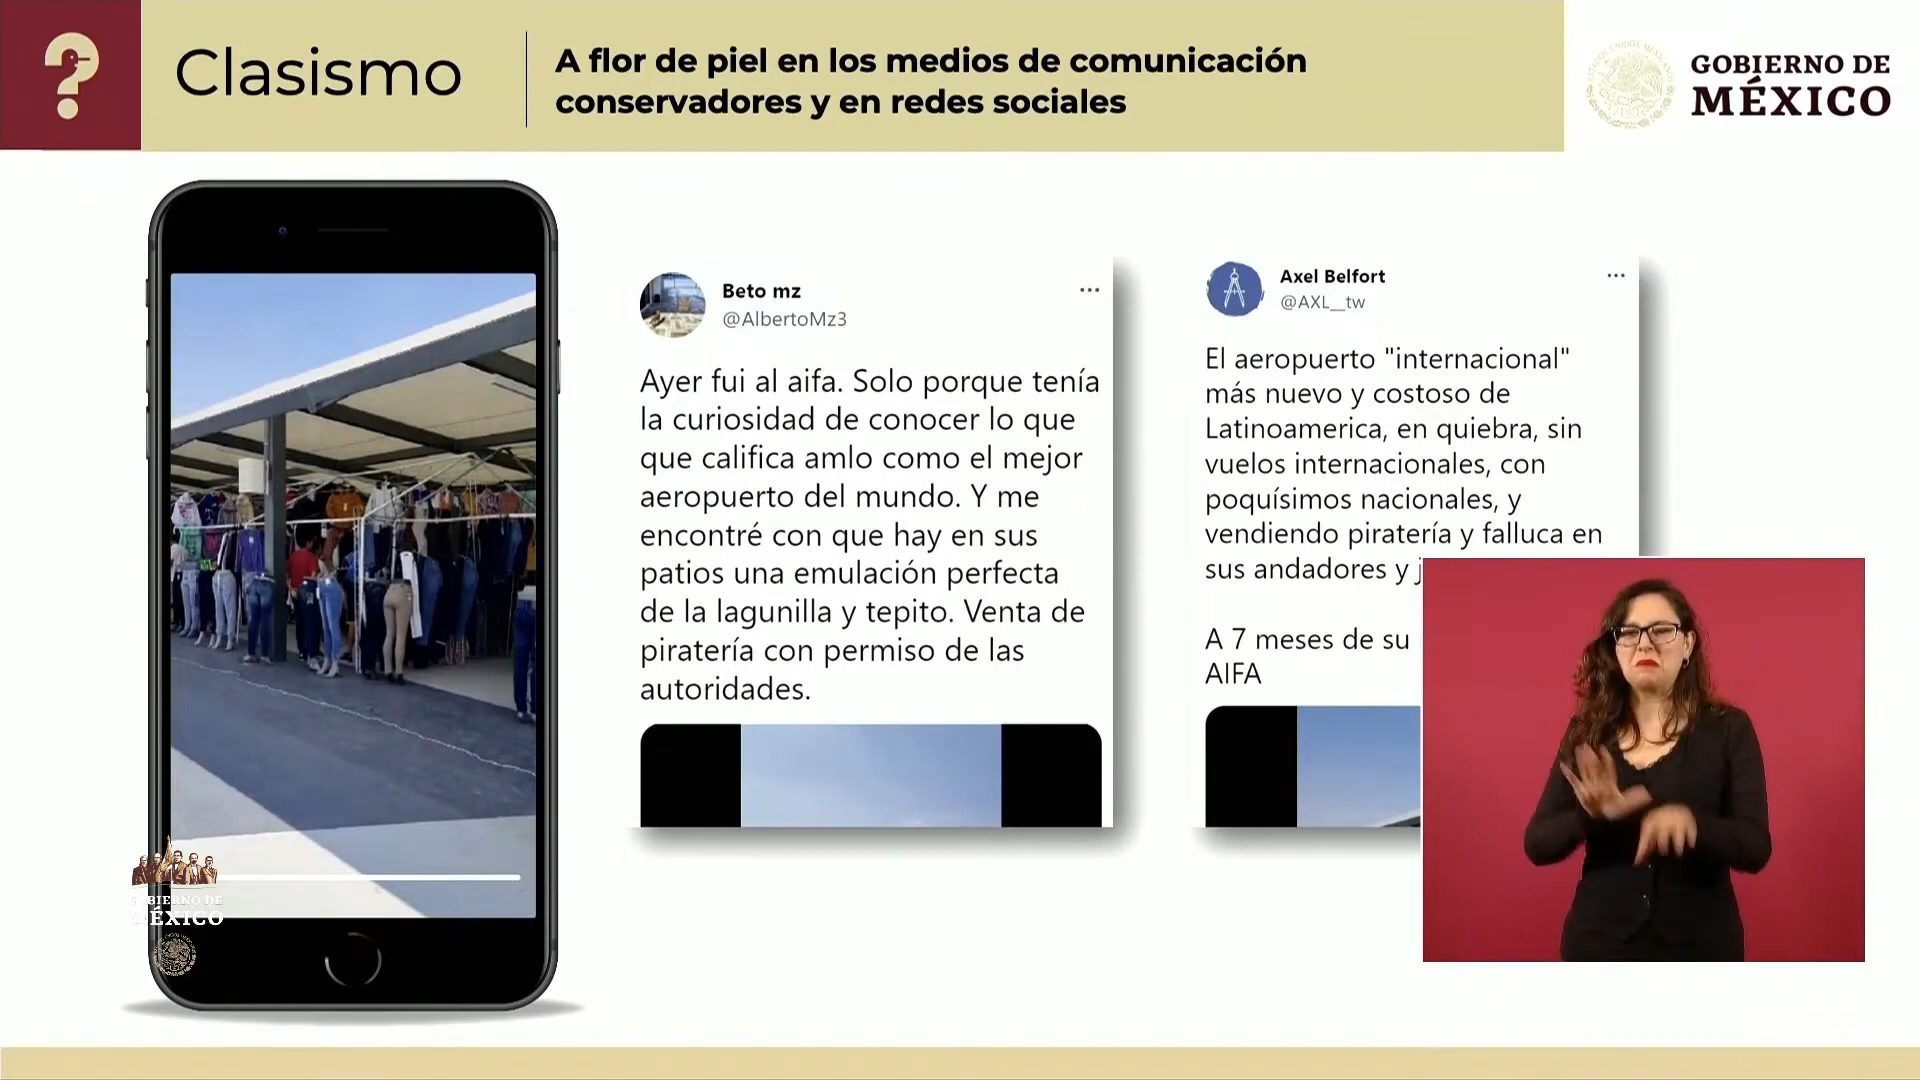 Clasismo
A flor de piel en los medios de comunicación
conservadores y en redes sociales
GOBIERNO DE
MÉXICO
Beto mz
@AlbertoMz3
Ayer fui al aifa. Solo porque tenía
la curiosidad de conocer lo que
que califica amlo como el mejor
aeropuerto del mundo. Y me
encontré con que hay en sus
patios una emulación perfecta
de la lagunilla y tepito. Venta de
piratería con permiso de las
autoridades.
Axel Belfort
@AXL__tw
El aeropuerto "internacional"
más nuevo y costoso de
Latinoamerica, en quiebra, sin
vuelos internacionales, con
poquísimos nacionales, y
vendiendo piratería y falluca en
sus andadores y j
A 7 meses de su
AIFA
GOBIERNO DE
MÉXICO